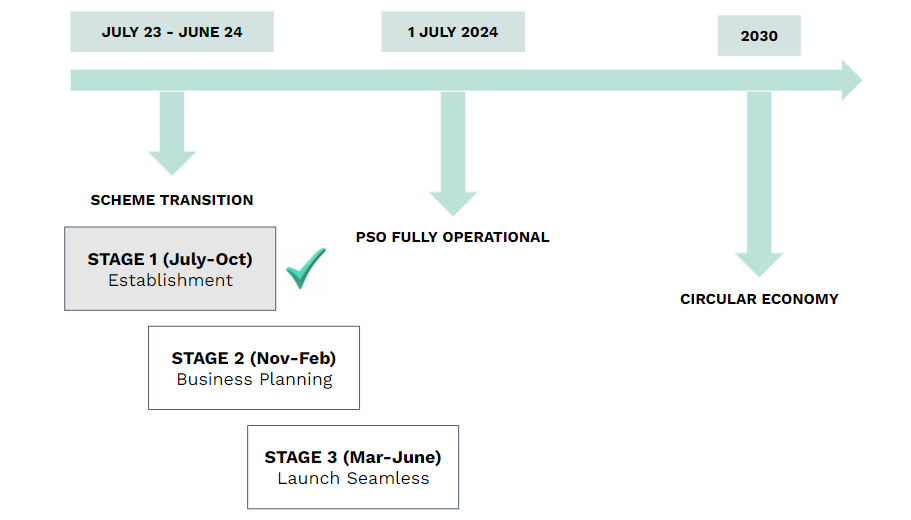 JULY 23 - JUNE 24
1 JULY 2024
2030
SCHEME TRANSITION
PSO FULLY OPERATIONAL
CIRCULAR ECONOMY
STAGE 1 (July-Oct)
Establishment
STAGE 2 (Nov-Feb)
Business Planning
STAGE 3 (Mar-June)
Launch Seamless